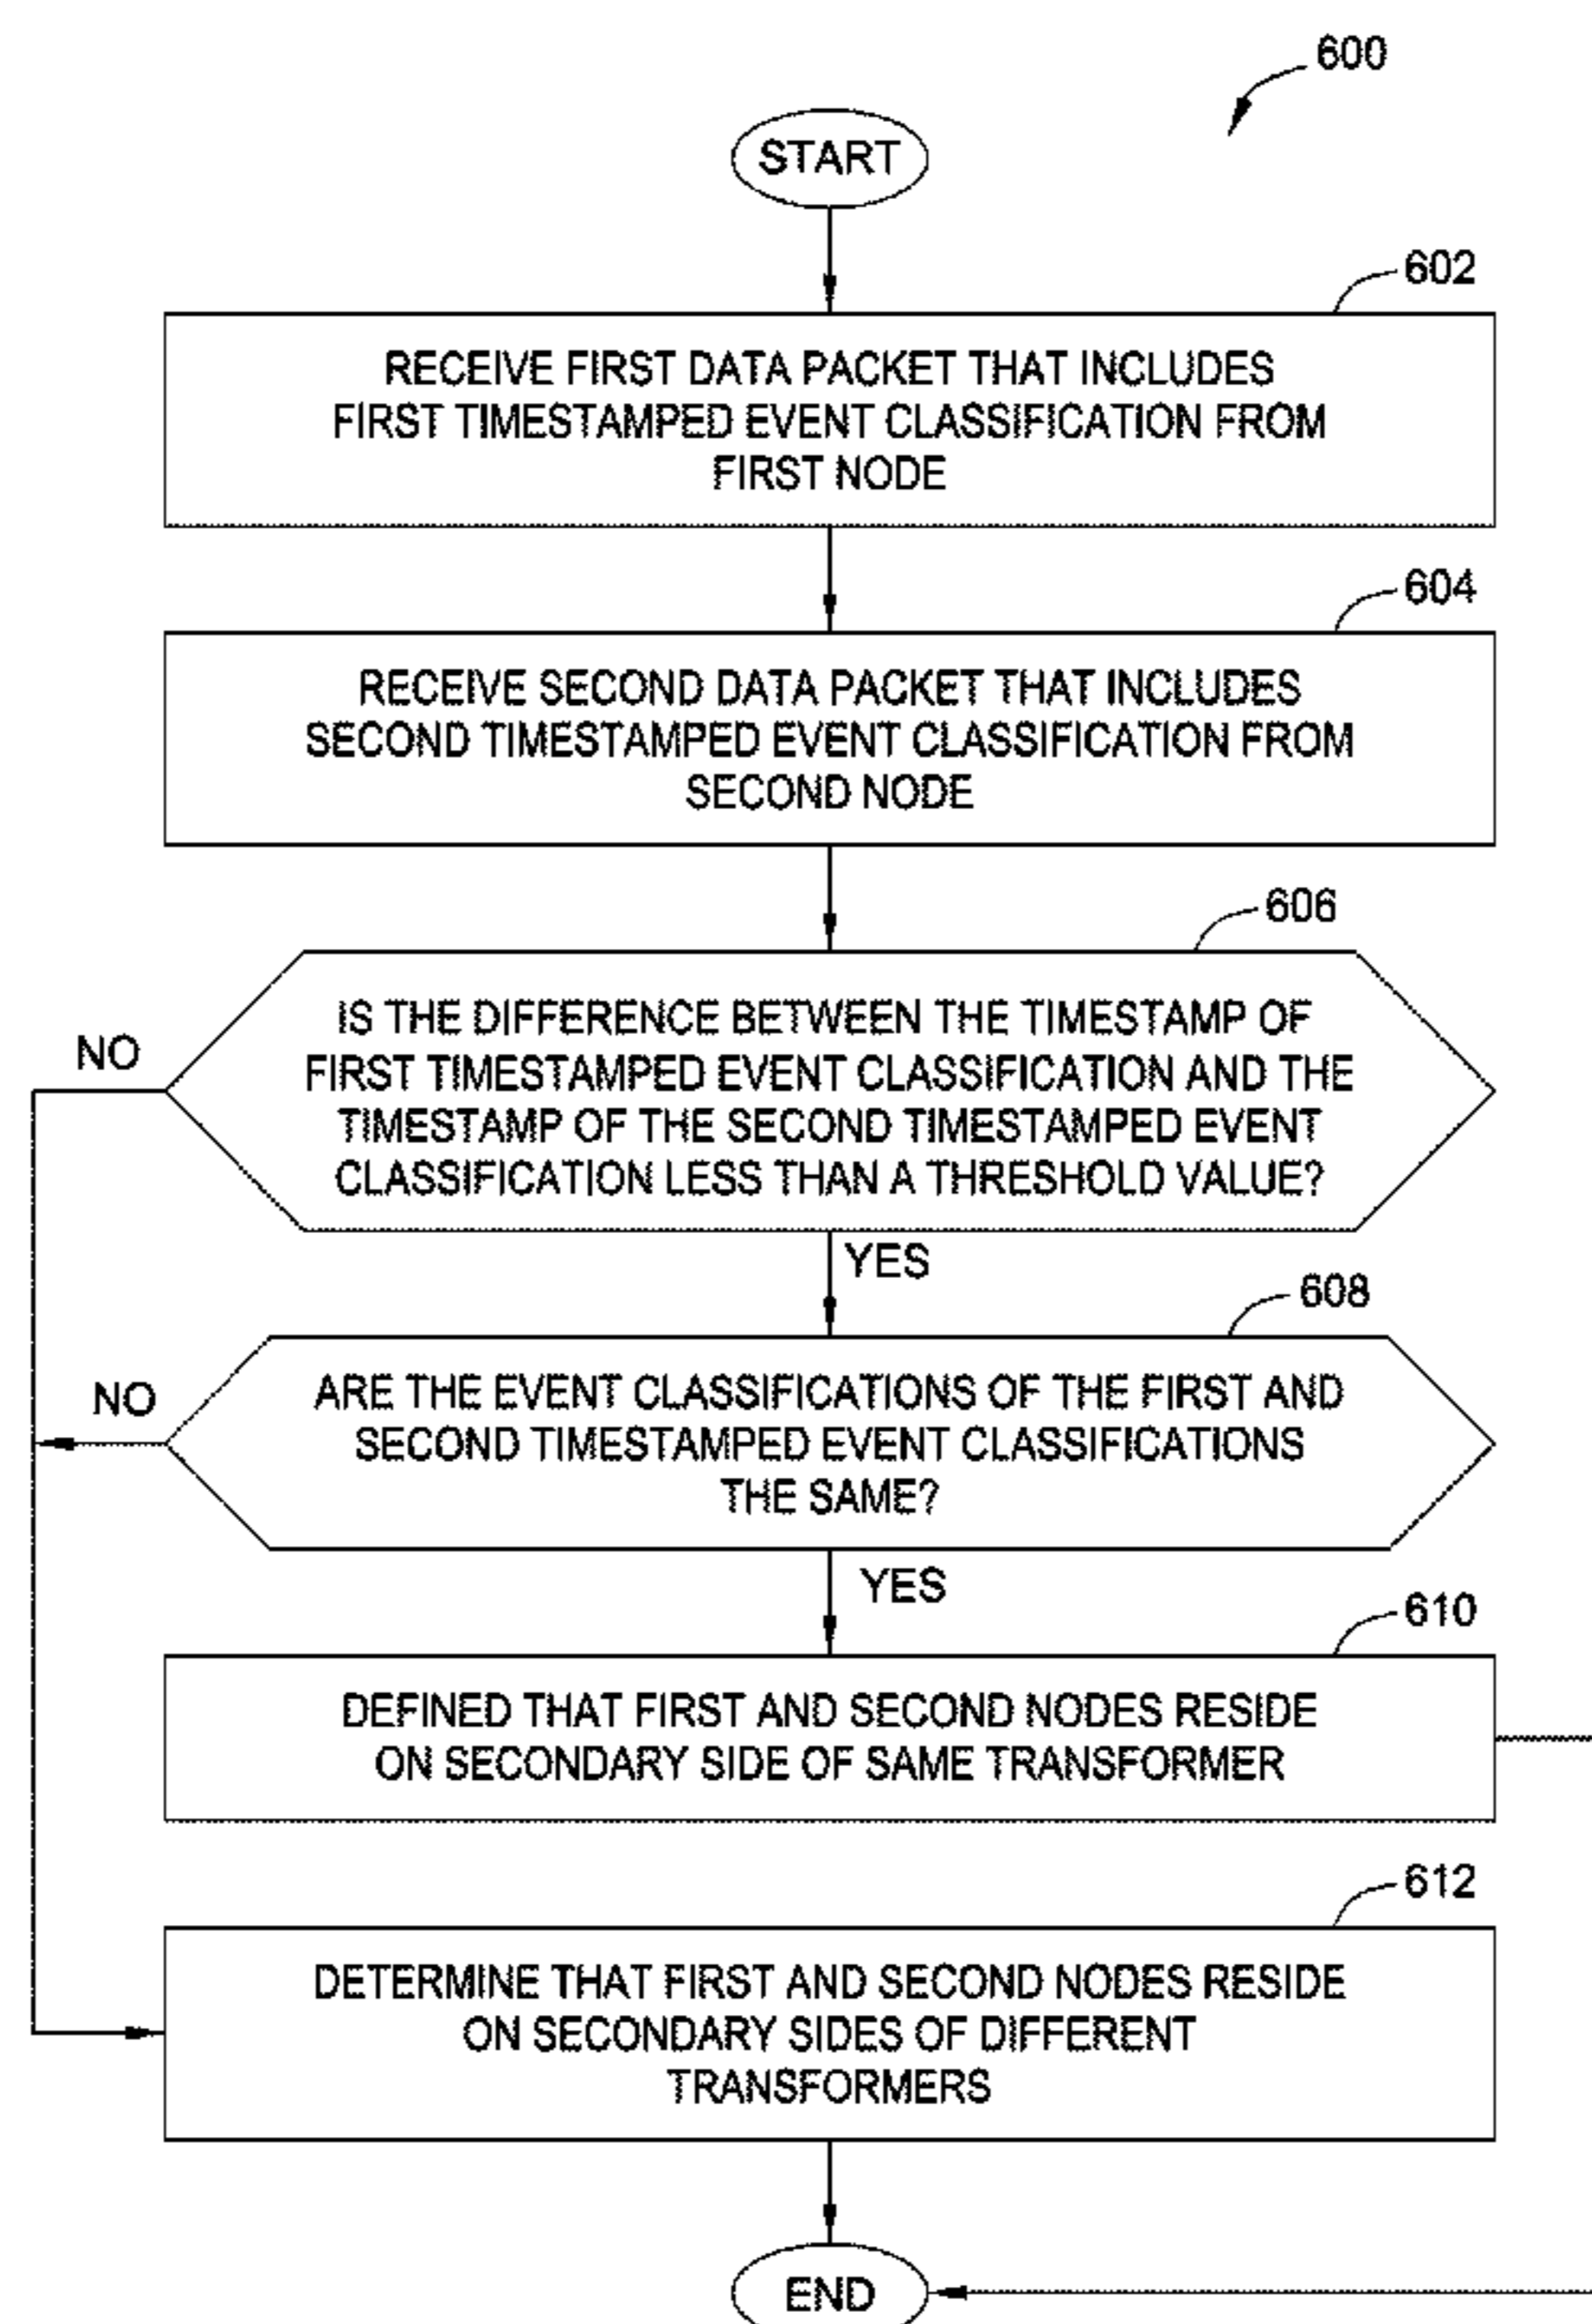 600
START
602
RECEIVE FIRST DATA PACKET THAT INCLUDES
FIRST TIMESTAMPED EVENT CLASSIFICATION FROM
FIRST NODE
604
RECEIVE SECOND DATA PACKET THAT INCLUDES
SECOND TIMESTAMPED EVENT CLASSIFICATION FROM
SECOND NODE
606
IS THE DIFFERENCE BETWEEN THE TIMESTAMP OF
FIRST TIMESTAMPED EVENT CLASSIFICATION AND THE
TIMESTAMP OF THE SECOND TIMESTAMPED EVENT
CLASSIFICATION LESS THAN A THRESHOLD VALUE?
NO
YES
608
ARE THE EVENT CLASSIFICATIONS OF THE FIRST AND
SECOND TIMESTAMPED EVENT CLASSIFICATIONS
THE SAME?
NO
YES
610
DEFINED THAT FIRST AND SECOND NODES RESIDE
ON SECONDARY SIDE OF SAME TRANSFORMER
612
DETERMINE THAT FIRST AND SECOND NODES RESIDE
ON SECONDARY SIDES OF DIFFERENT
TRANSFORMERS
END